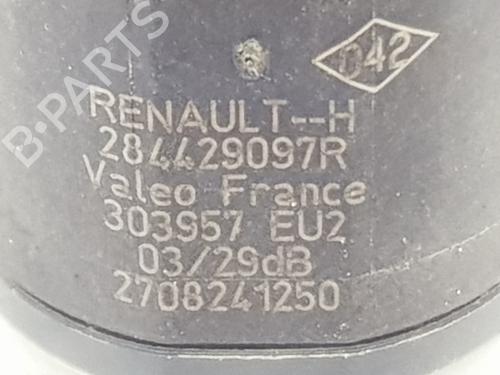 D42
RENAULT--H
284429097R
Valeo France
303957 EU2
03/29dB
2708241250
B-PARTS